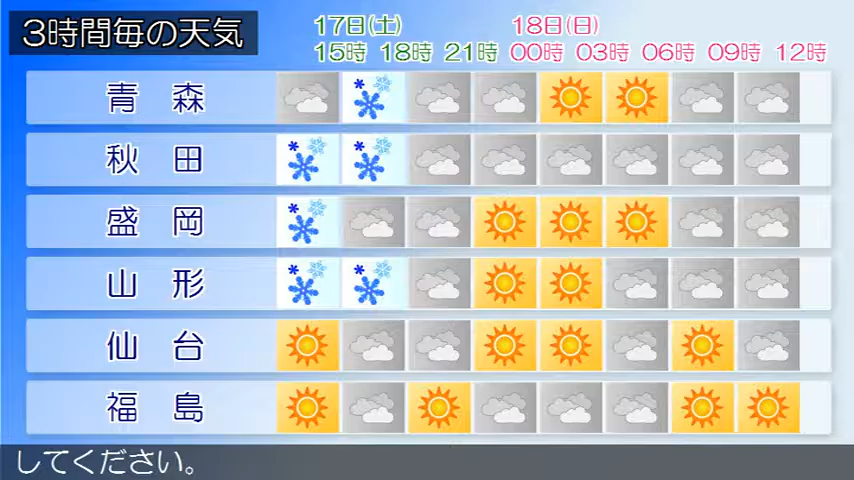 3時間毎の天気
17日(土) 18日(日)
15時 18時 21時 00時 03時 06時 09時 12時
青 森
秋 田
盛 岡
山 形
仙 台
福 島
してください。